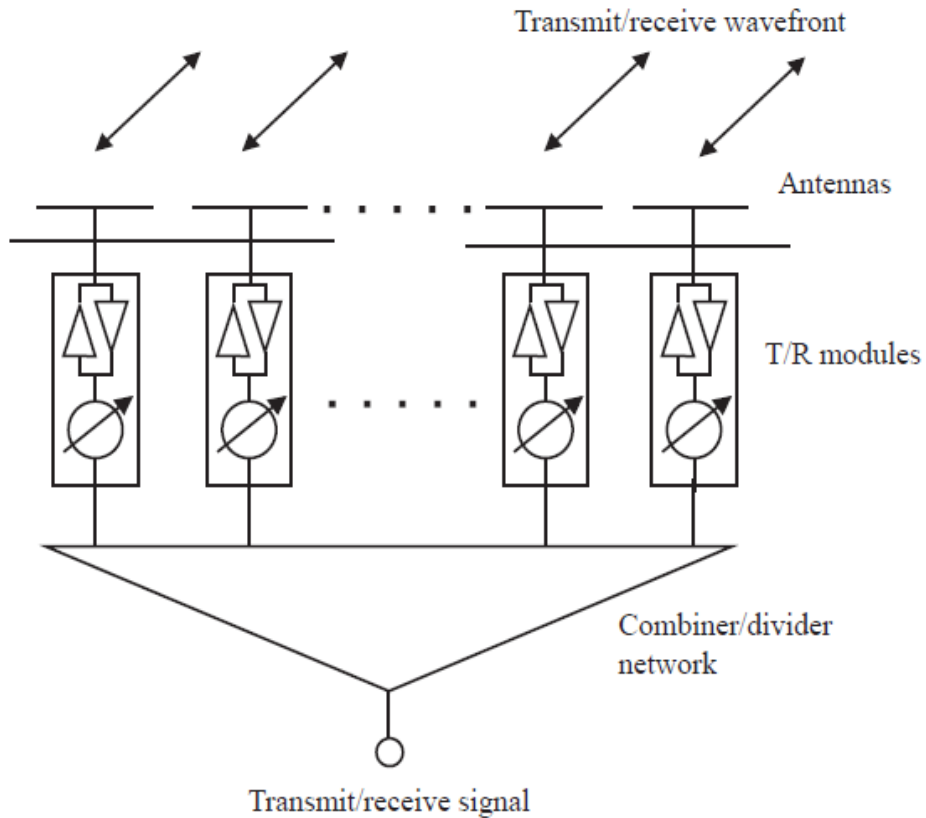 Transmit/receive wavefront
Antennas
T/R modules
Combiner/divider
network
Transmit/receive signal